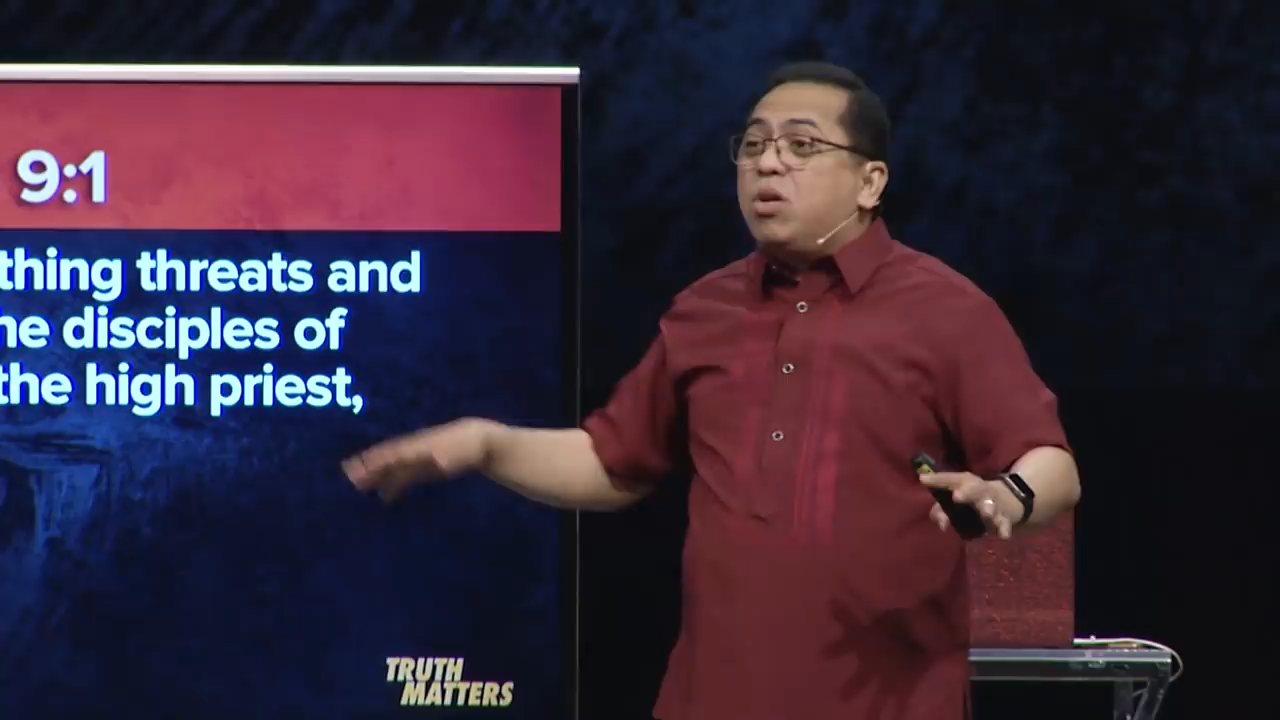 9:1
thing threats and
he disciples of
the high priest,
TRUTH
MATTERS